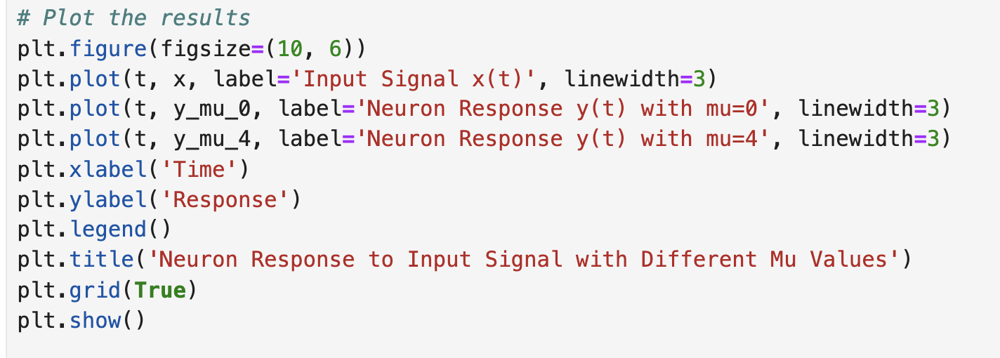 # Plot the results
plt.figure(figsize=(10, 6))
plt.plot(t, x, label='Input Signal x(t)', linewidth=3)
plt.plot(t, y_mu_0, label='Neuron Response y(t) with mu=0', linewidth=3)
plt.plot(t, y_mu_4, label='Neuron Response y(t) with mu=4', linewidth=3)
plt.xlabel('Time')
plt.ylabel('Response')
plt.legend()
plt.title('Neuron Response to Input Signal with Different Mu Values')
plt.grid(True)
plt.show()